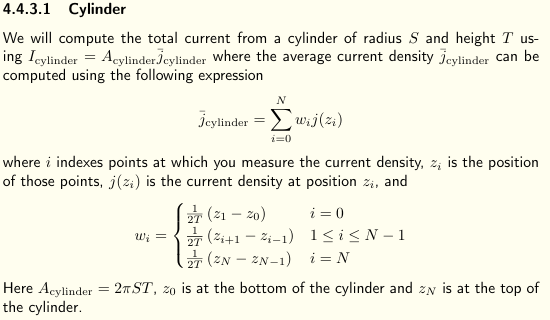 4.4.3.1 Cylinder
We will compute the total current from a cylinder of radius S and height T us-
ing I_cylinder = A_cylinder j̄_cylinder where the average current density j̄_cylinder can be
computed using the following expression
j̄_cylinder = ∑_{i=0}^{N} w_i j(z_i)
where i indexes points at which you measure the current density, z_i is the position
of those points, j(z_i) is the current density at position z_i, and
w_i = { 1/2T (z_1 − z_0) i = 0
1/2T (z_{i+1} − z_{i−1}) 1 ≤ i ≤ N − 1
1/2T (z_N − z_{N−1}) i = N
Here A_cylinder = 2πST, z_0 is at the bottom of the cylinder and z_N is at the top of
the cylinder.